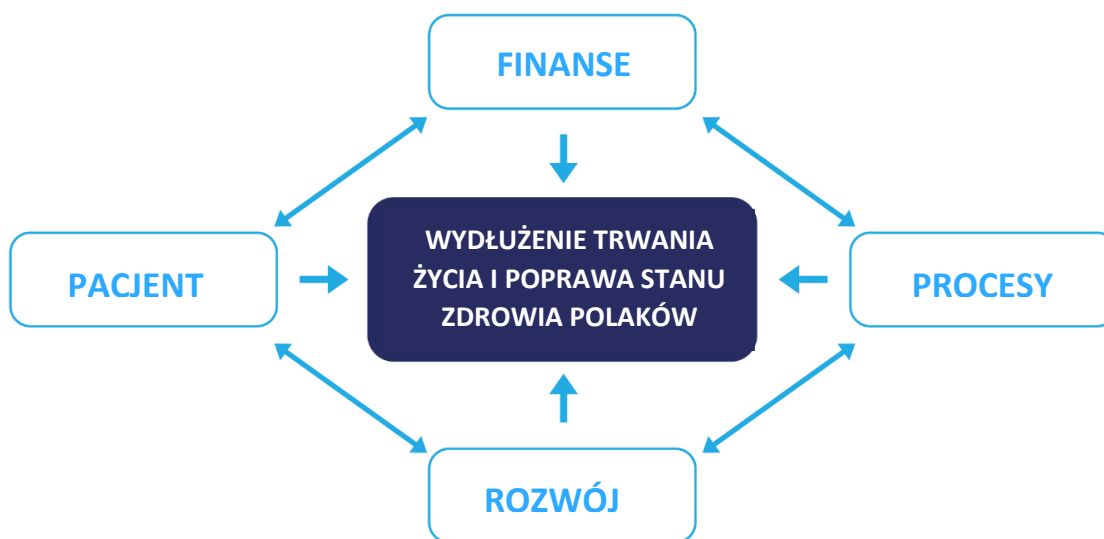 FINANSE
WYDŁUŻENIE TRWANIA
ŻYCIA I POPRAWA STANU
ZDROWIA POLAKÓW
PACJENT
PROCESY
ROZWÓJ